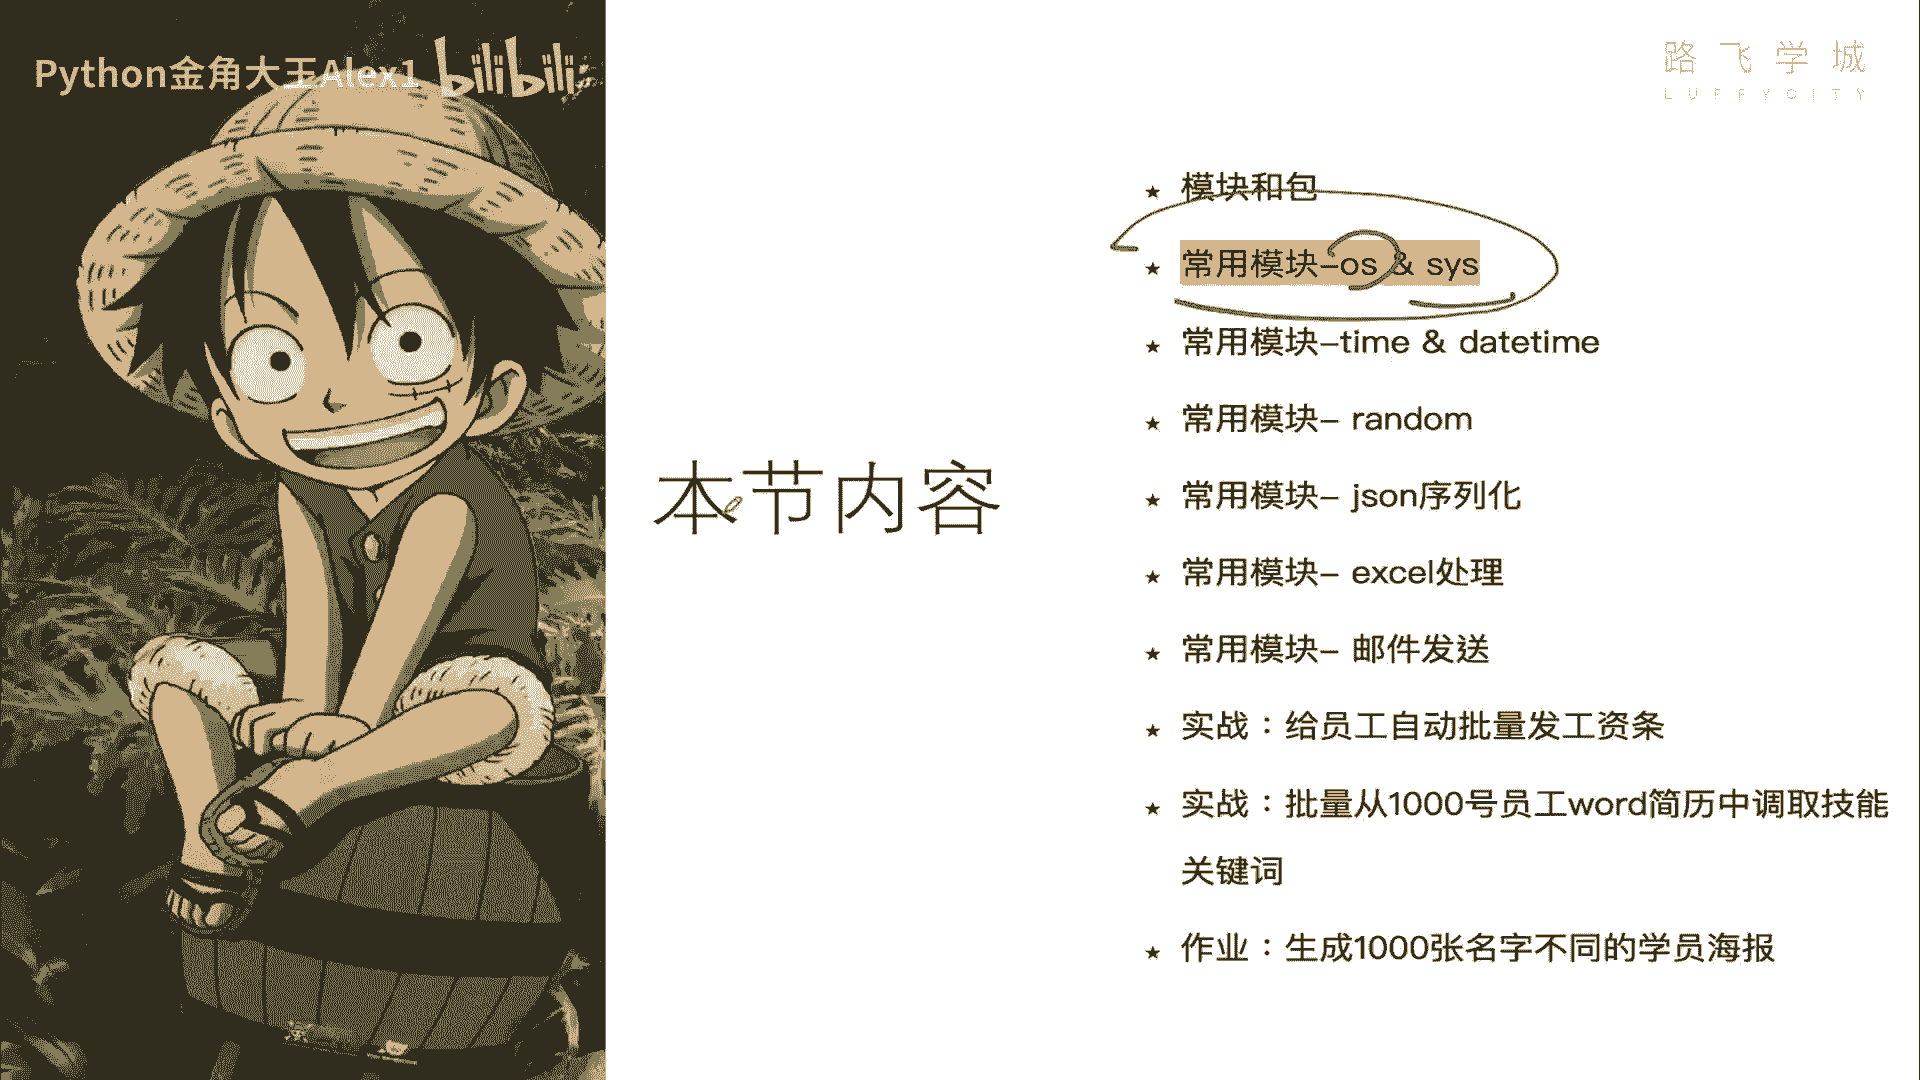 Python金角大王Alex1 bilibili
路飞学城
LUFFYCITY
本节内容
★ 模块和包
★ 常用模块–os & sys
★ 常用模块–time & datetime
★ 常用模块– random
★ 常用模块– json序列化
★ 常用模块– excel处理
★ 常用模块– 邮件发送
★ 实战：给员工自动批量发工资条
★ 实战：批量从1000号员工word简历中调取技能
关键词
★ 作业：生成1000张名字不同的学员海报